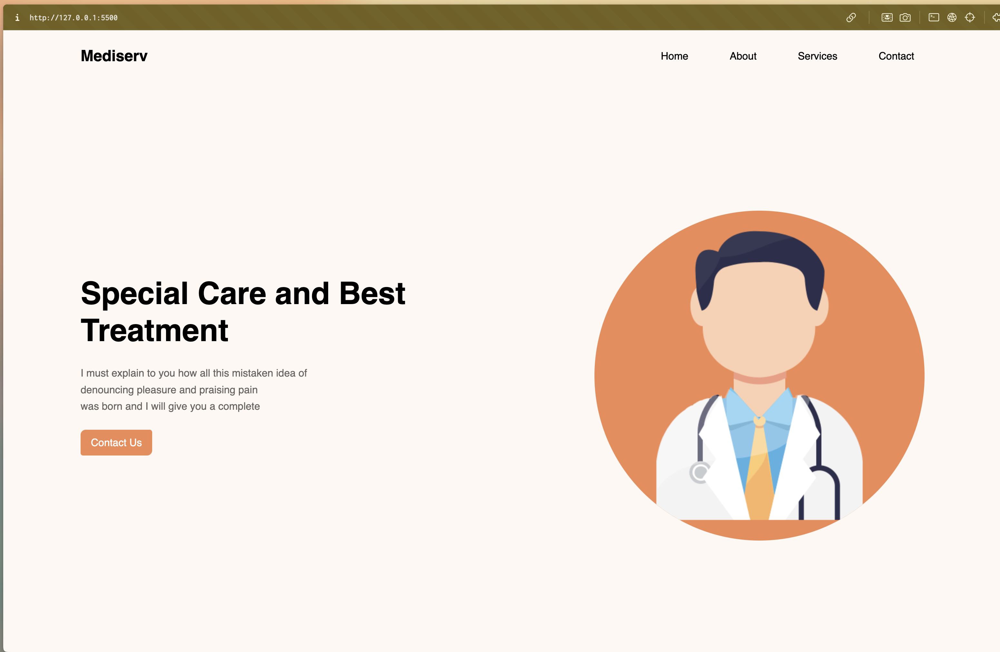 http://127.0.0.1:5500
Mediserv
Home About Services Contact
Special Care and Best
Treatment
I must explain to you how all this mistaken idea of
denouncing pleasure and praising pain
was born and I will give you a complete
Contact Us